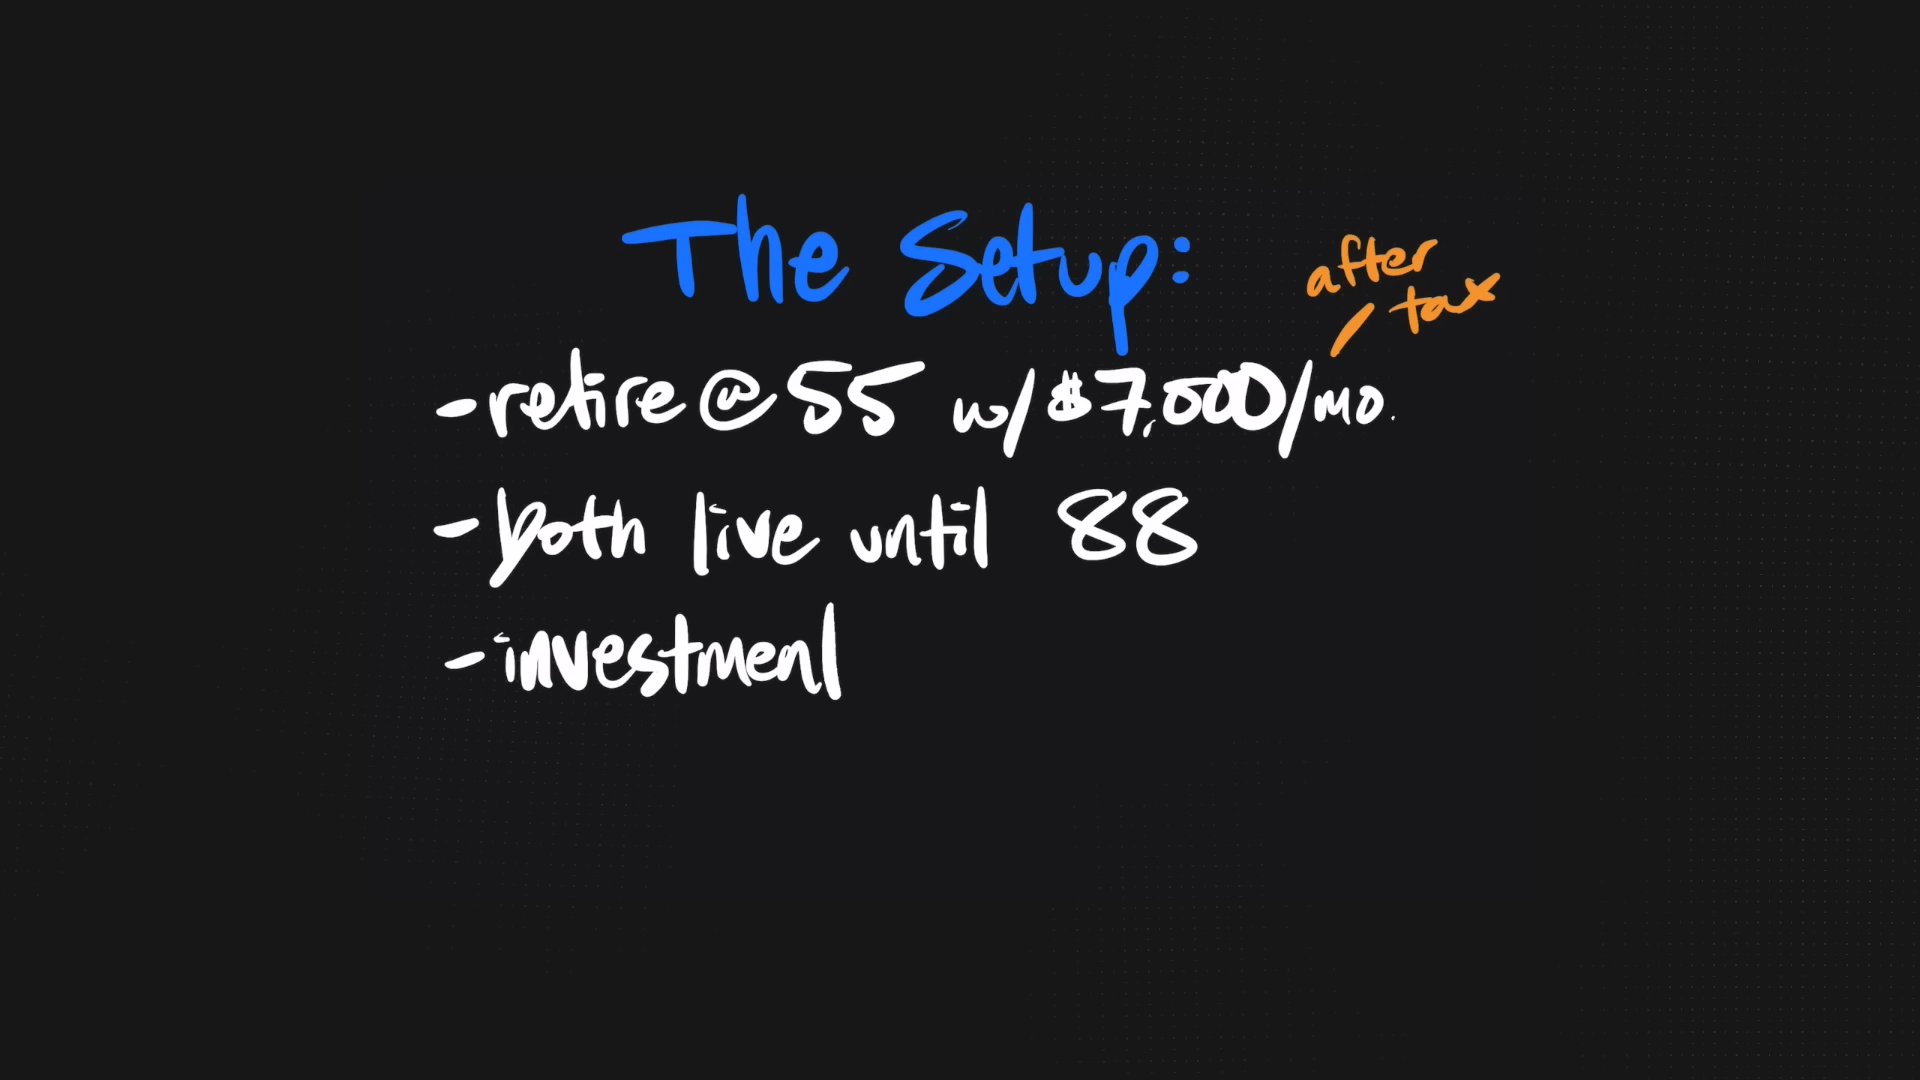 The Setup:
after
tax
- retire @ 55 w/ $7,000/mo.
- both live until 88
- investment